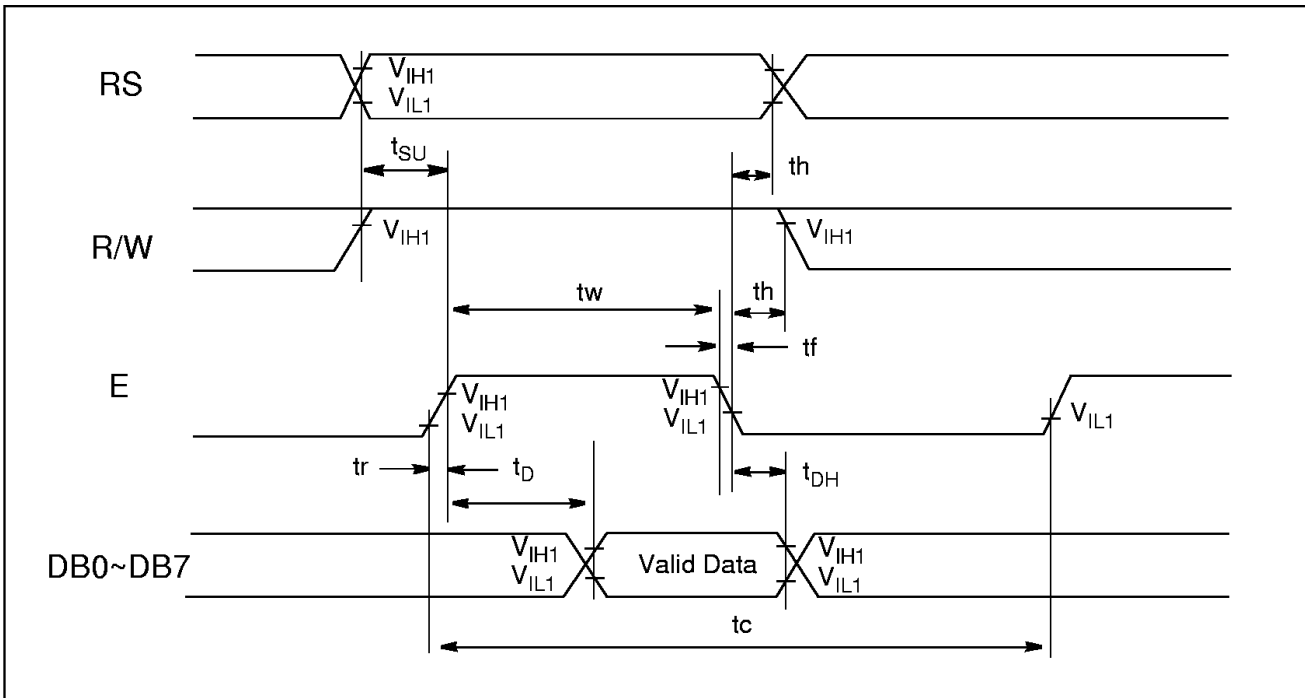 RS
V_IH1
V_IL1
t_SU
th
R/W
V_IH1
V_IH1
tw
th
tf
E
V_IH1
V_IL1
V_IH1
V_IL1
V_IL1
tr
t_D
t_DH
DB0~DB7
V_IH1
V_IL1
Valid Data
V_IH1
V_IL1
tc